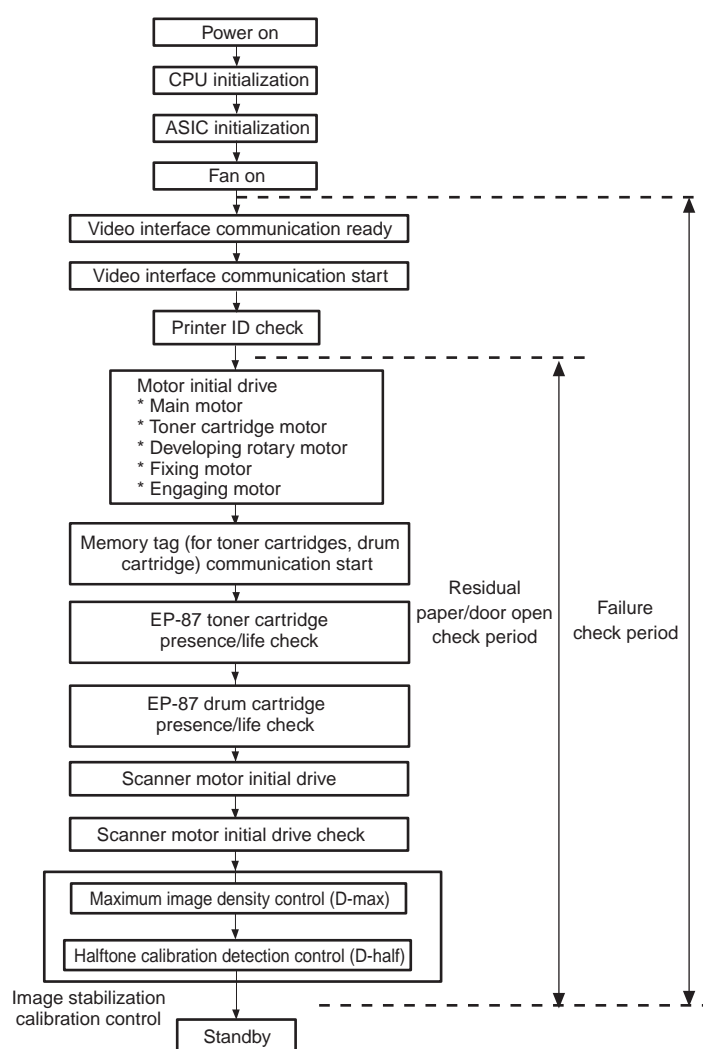 Power on
CPU initialization
ASIC initialization
Fan on
Video interface communication ready
Video interface communication start
Printer ID check
Motor initial drive
* Main motor
* Toner cartridge motor
* Developing rotary motor
* Fixing motor
* Engaging motor
Memory tag (for toner cartridges, drum
cartridge) communication start
EP-87 toner cartridge
presence/life check
EP-87 drum cartridge
presence/life check
Scanner motor initial drive
Scanner motor initial drive check
Maximum image density control (D-max)
Halftone calibration detection control (D-half)
Image stabilization
calibration control
Standby
Residual
paper/door open
check period
Failure
check period